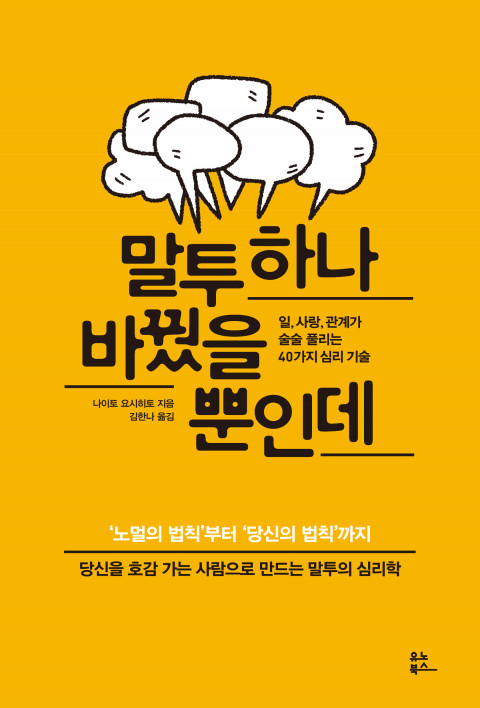 말투 하나
바꿨을
뿐인데
일, 사랑, 관계가
술술 풀리는
40가지 심리 기술
나이토 요시히토 지음
김한나 옮김
‘노멀의 법칙’부터 ‘당신의 법칙’까지
당신을 호감 가는 사람으로 만드는 말투의 심리학
유노
북스